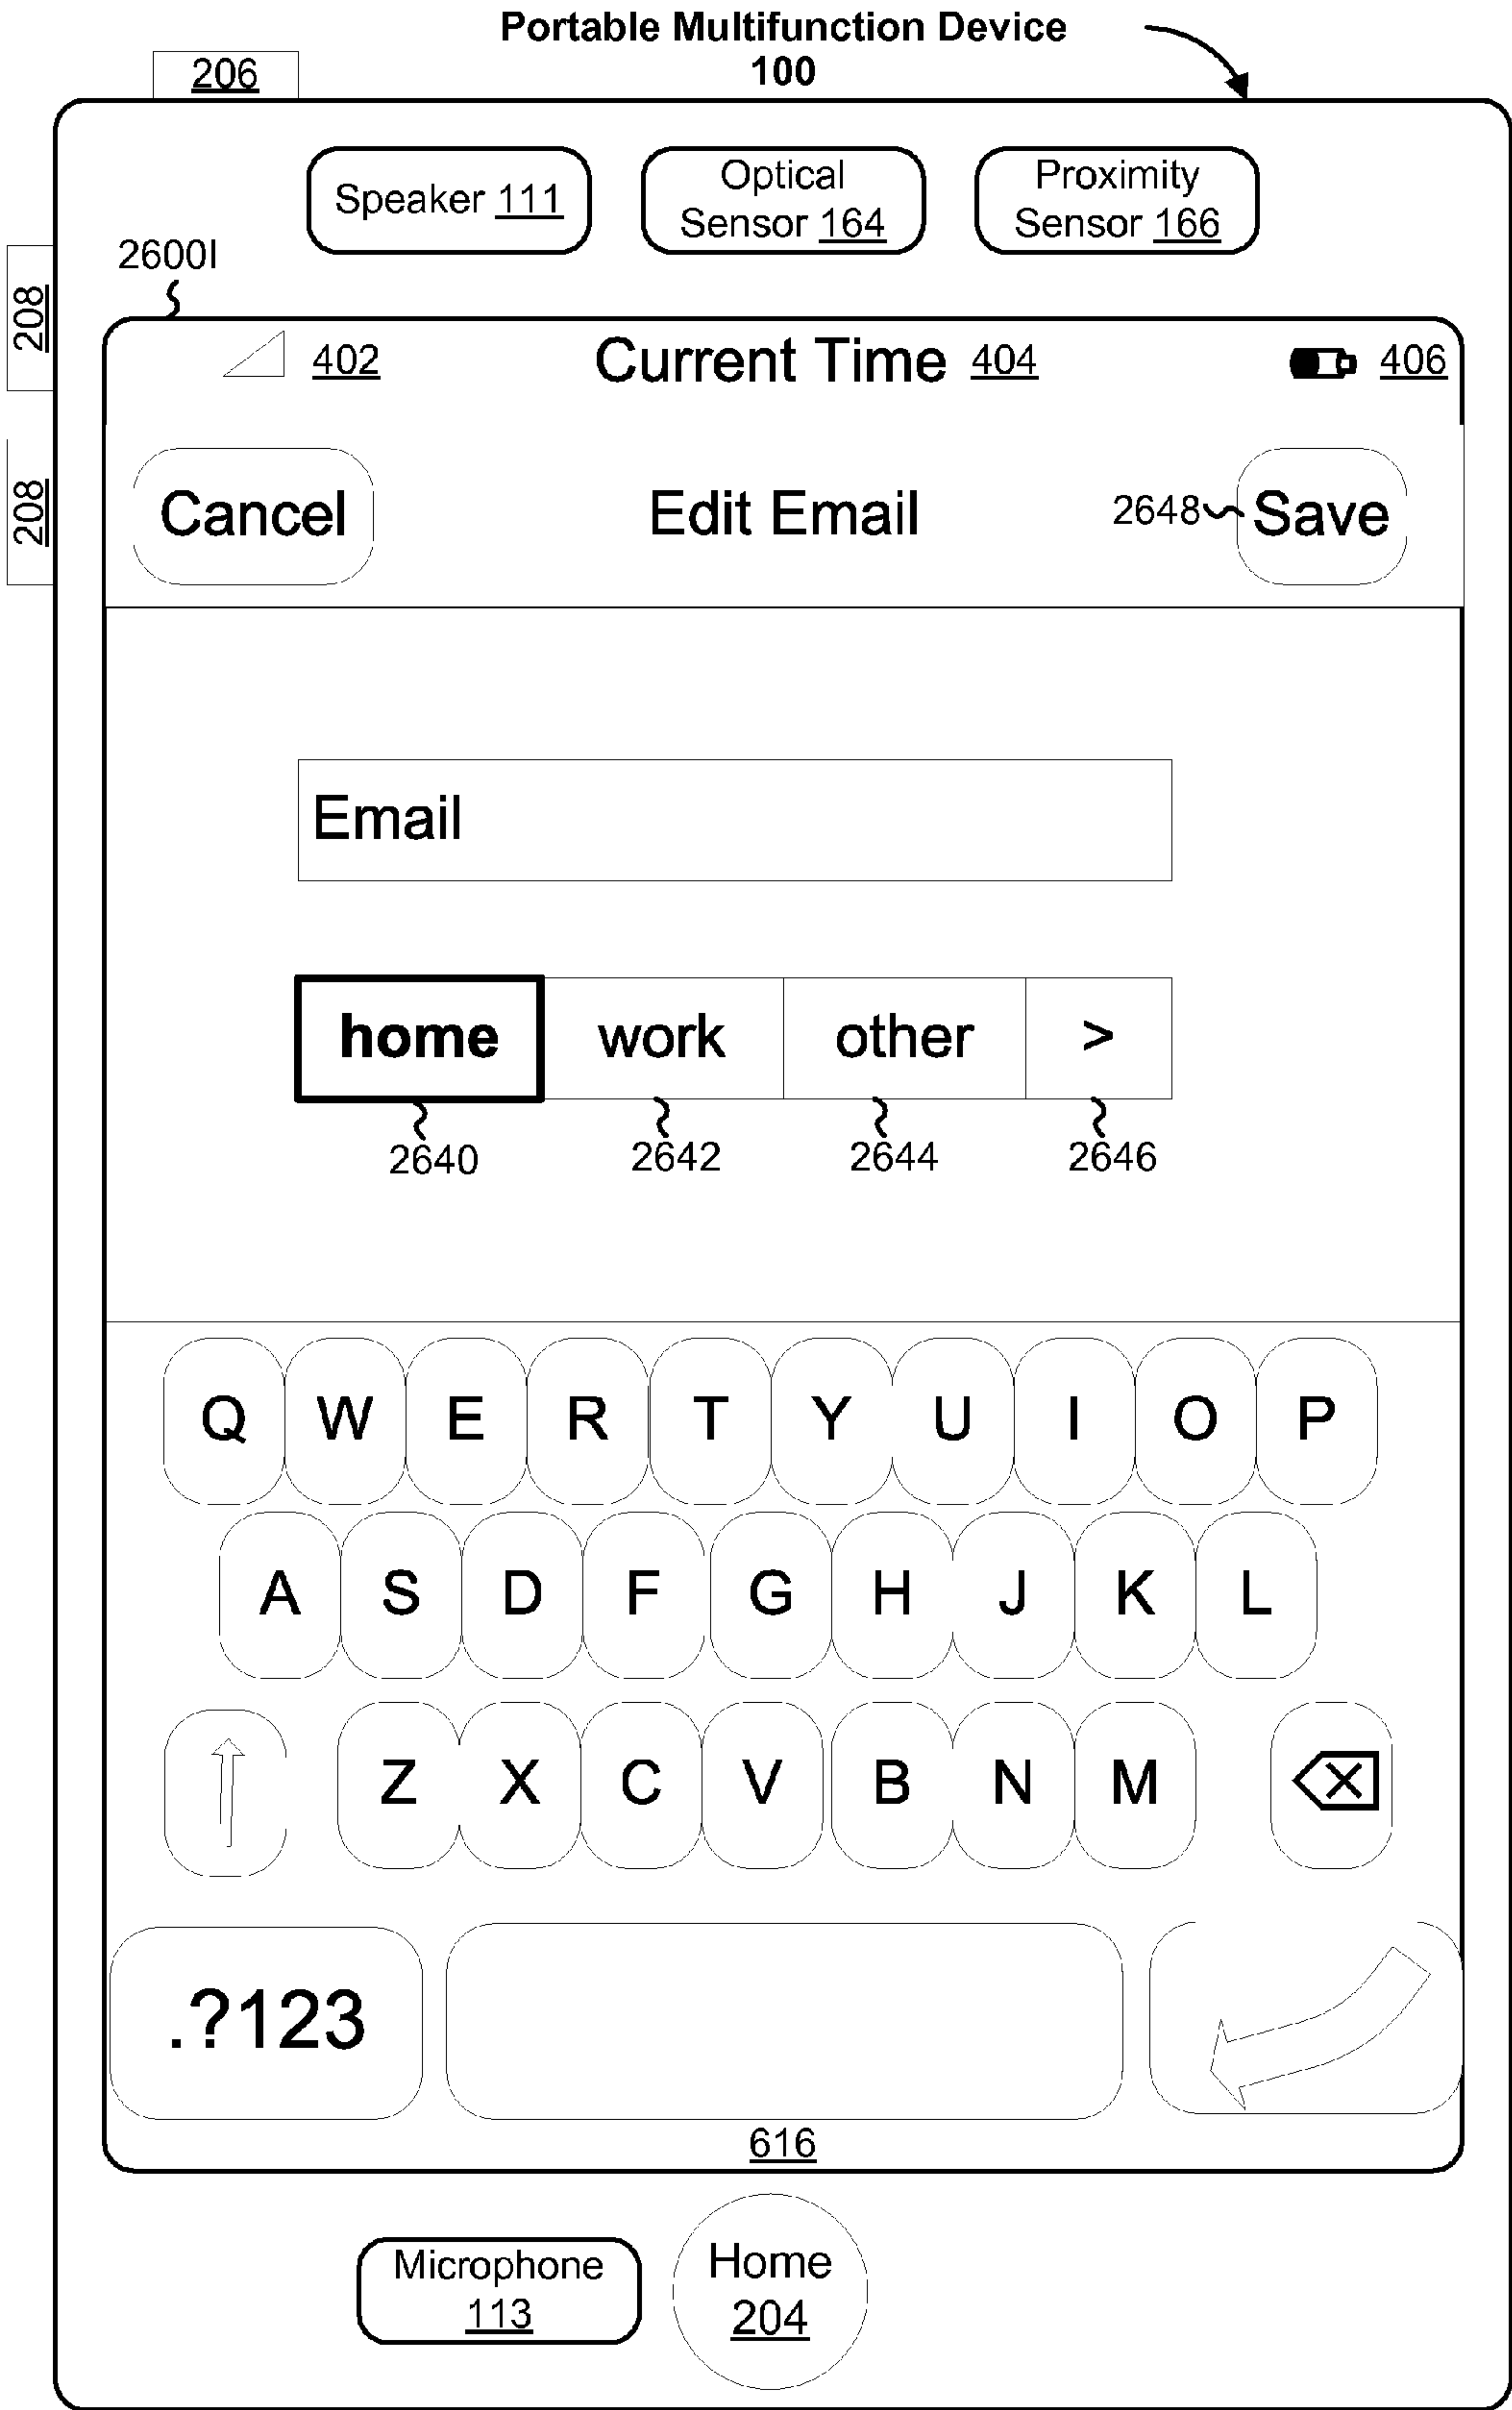 Portable Multifunction Device
100
206
Speaker 111
Optical
Sensor 164
Proximity
Sensor 166
2600I
208
402 Current Time 404 406
208
Cancel Edit Email 2648 Save
Email
home work other >
2640 2642 2644 2646
Q W E R T Y U I O P
A S D F G H J K L
Z X C V B N M
.?123
616
Microphone
113
Home
204